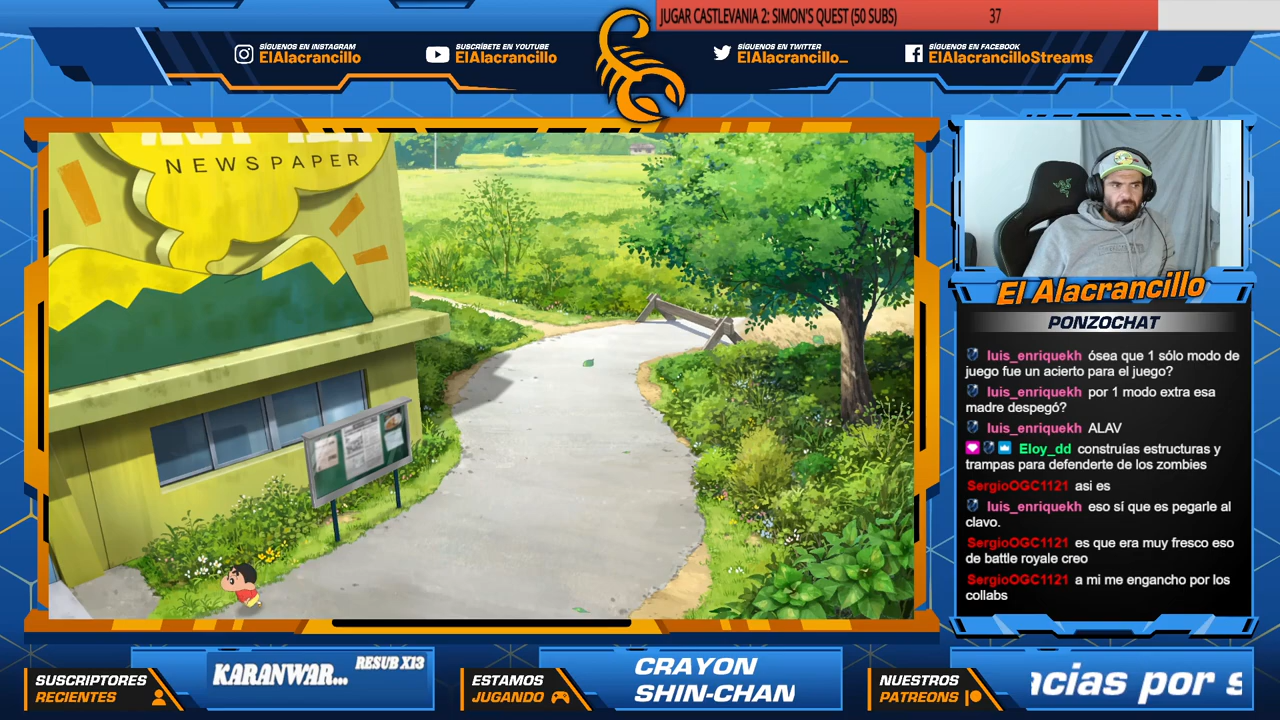 JUGAR CASTLEVANIA 2: SIMON'S QUEST (50 SUBS) 37
SÍGUENOS EN INSTAGRAM
ElAlacrancillo
SUSCRÍBETE EN YOUTUBE
ElAlacrancillo
SÍGUENOS EN TWITTER
ElAlacrancillo_
SÍGUENOS EN FACEBOOK
ElAlacrancilloStreams
NEWSPAPER
El Alacrancillo
PONZOCHAT
luis_enriquekh ósea que 1 sólo modo de
juego fue un acierto para el juego?
luis_enriquekh por 1 modo extra esa
madre despegó?
luis_enriquekh ALAV
Eloy_dd construías estructuras y
trampas para defenderte de los zombies
SergioOGC1121 asi es
luis_enriquekh eso sí que es pegarle al
clavo.
SergioOGC1121 es que era muy fresco eso
de battle royale creo
SergioOGC1121 a mi me engancho por los
collabs
SUSCRIPTORES
RECIENTES
KARANWAR... RESUB X13
ESTAMOS
JUGANDO
CRAYON
SHIN-CHAN
NUESTROS
PATREONS
ncias por s